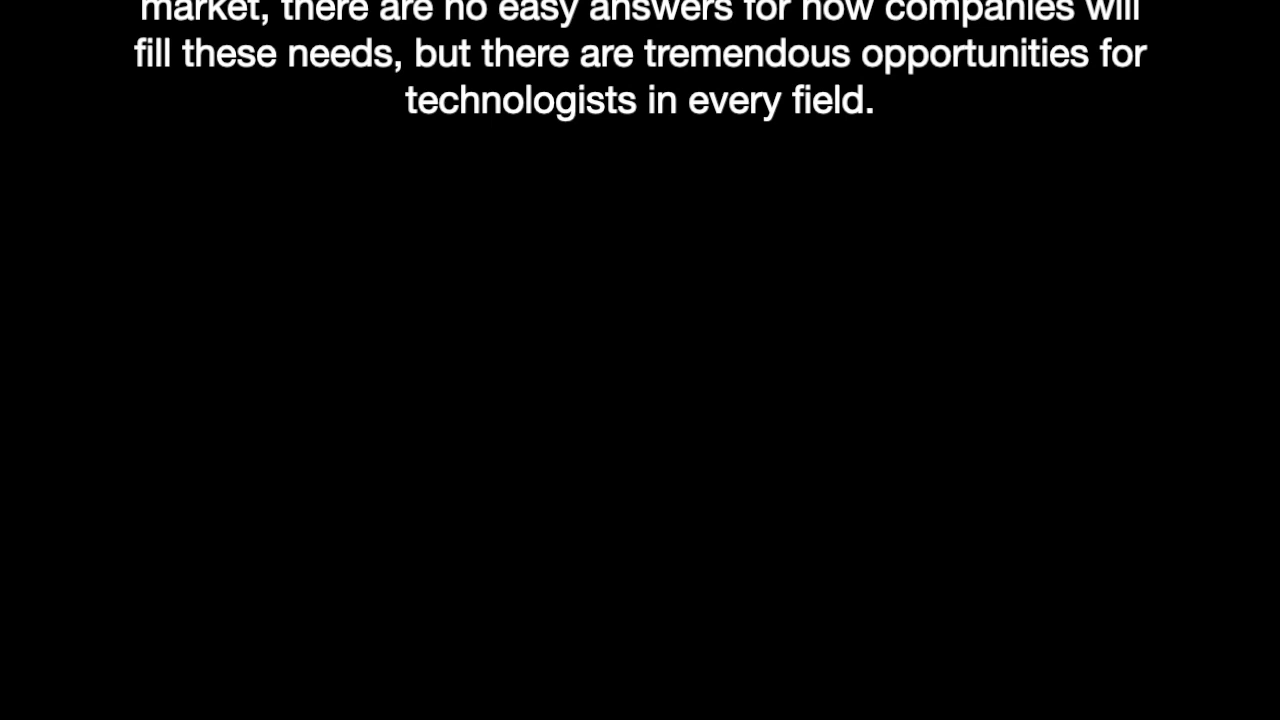 market, there are no easy answers for how companies will
fill these needs, but there are tremendous opportunities for
technologists in every field.